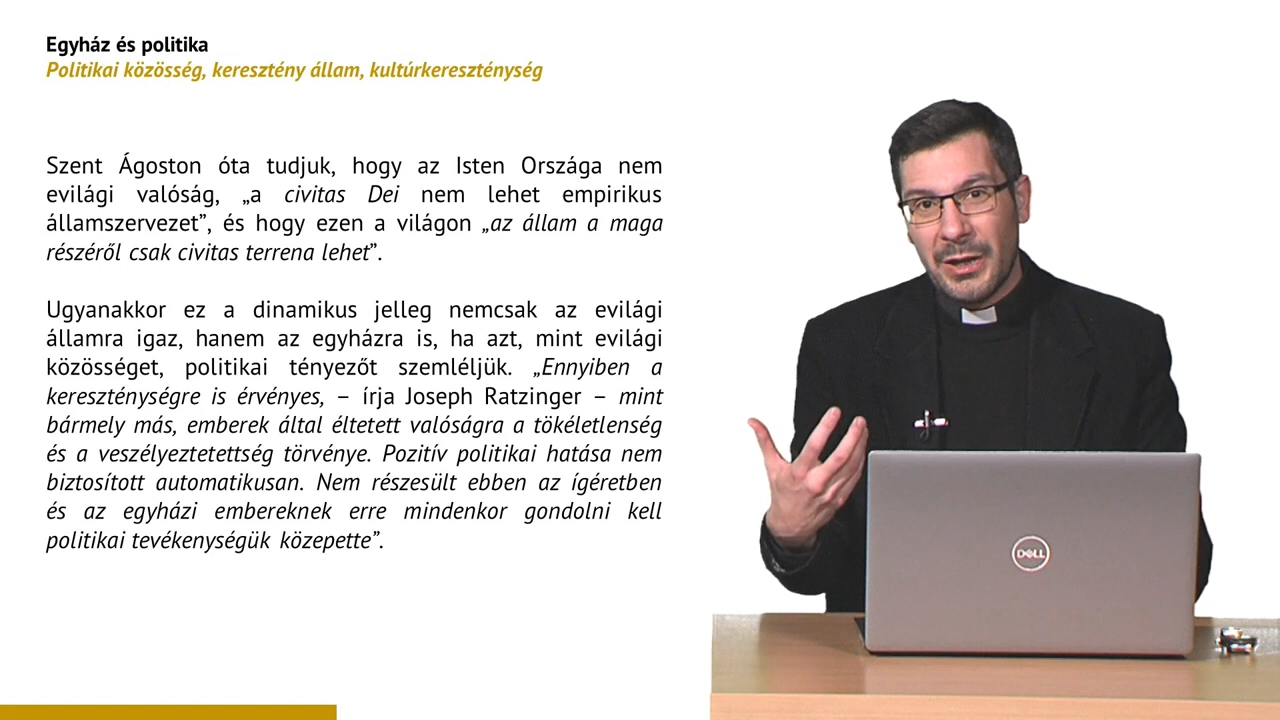 Egyház és politika
Politikai közösség, keresztény állam, kultúrkereszténység
Szent Ágoston óta tudjuk, hogy az Isten Országa nem
evilági valóság, „a civitas Dei nem lehet empirikus
államszervezet”, és hogy ezen a világon „az állam a maga
részéről csak civitas terrena lehet”.
Ugyanakkor ez a dinamikus jelleg nemcsak az evilági
államra igaz, hanem az egyházra is, ha azt, mint evilági
közösséget, politikai tényezőt szemléljük. „Ennyiben a
kereszténységre is érvényes, – írja Joseph Ratzinger – mint
bármely más, emberek által éltetett valóságra a tökéletlenség
és a veszélyeztetettség törvénye. Pozitív politikai hatása nem
biztosított automatikusan. Nem részesült ebben az ígéretben
és az egyházi embereknek erre mindenkor gondolni kell
politikai tevékenységük közepette”.
DELL